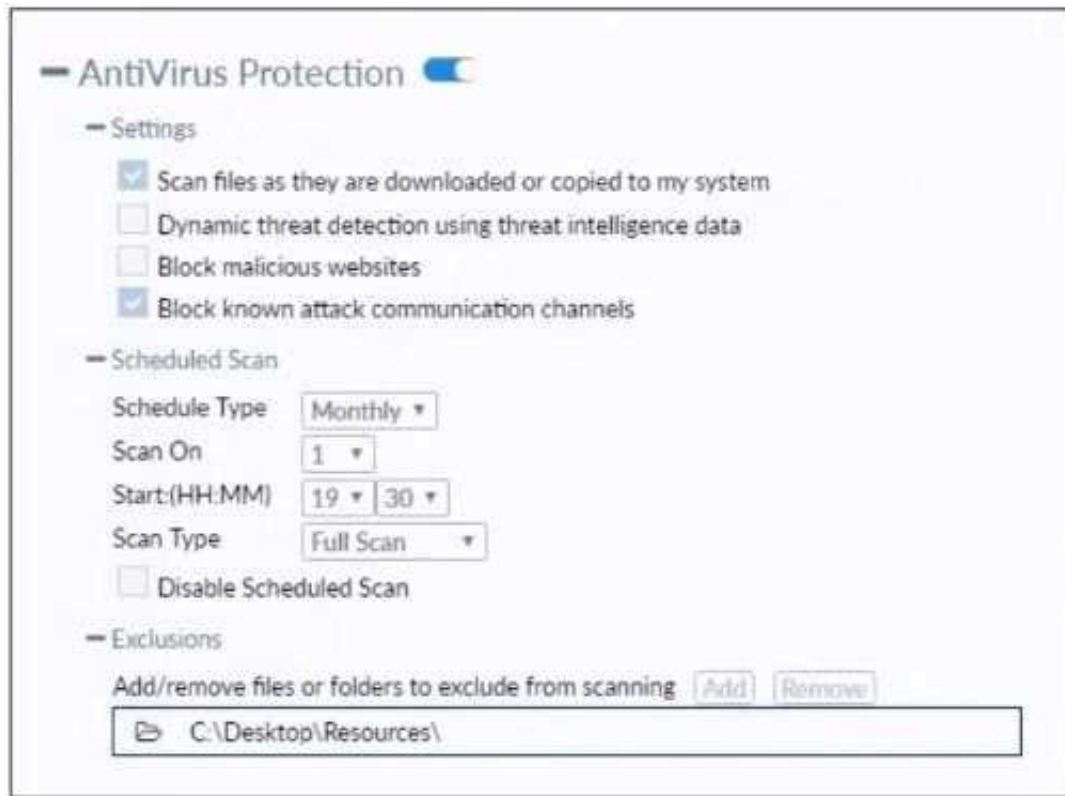 AntiVirus Protection
Settings
Scan files as they are downloaded or copied to my system
Dynamic threat detection using threat intelligence data
Block malicious websites
Block known attack communication channels
Scheduled Scan
Schedule Type Monthly
Scan On 1
Start:(HH:MM) 19 30
Scan Type Full Scan
Disable Scheduled Scan
Exclusions
Add/remove files or folders to exclude from scanning Add Remove
C:\Desktop\Resources\